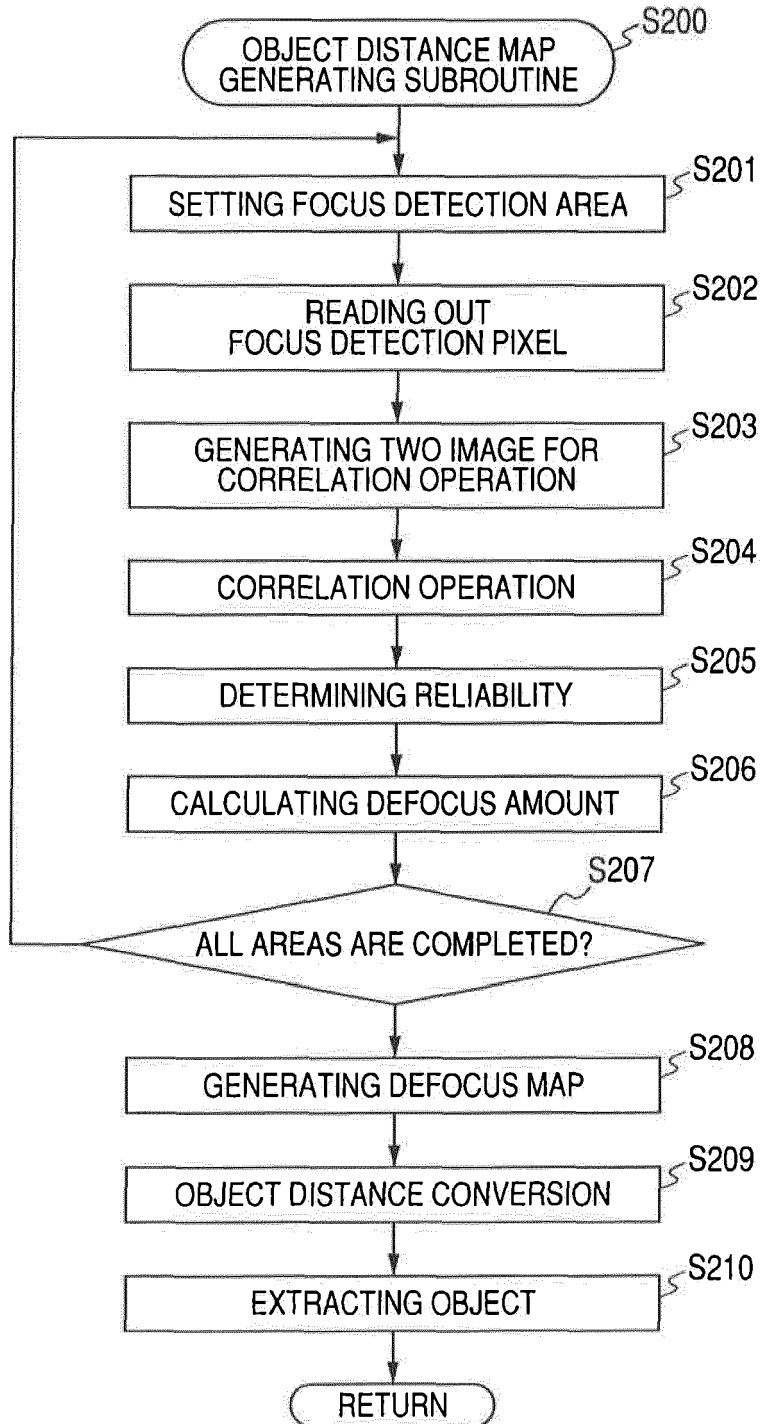 S200
OBJECT DISTANCE MAP
GENERATING SUBROUTINE
S201
SETTING FOCUS DETECTION AREA
S202
READING OUT
FOCUS DETECTION PIXEL
S203
GENERATING TWO IMAGE FOR
CORRELATION OPERATION
S204
CORRELATION OPERATION
S205
DETERMINING RELIABILITY
S206
CALCULATING DEFOCUS AMOUNT
S207
ALL AREAS ARE COMPLETED?
S208
GENERATING DEFOCUS MAP
S209
OBJECT DISTANCE CONVERSION
S210
EXTRACTING OBJECT
RETURN